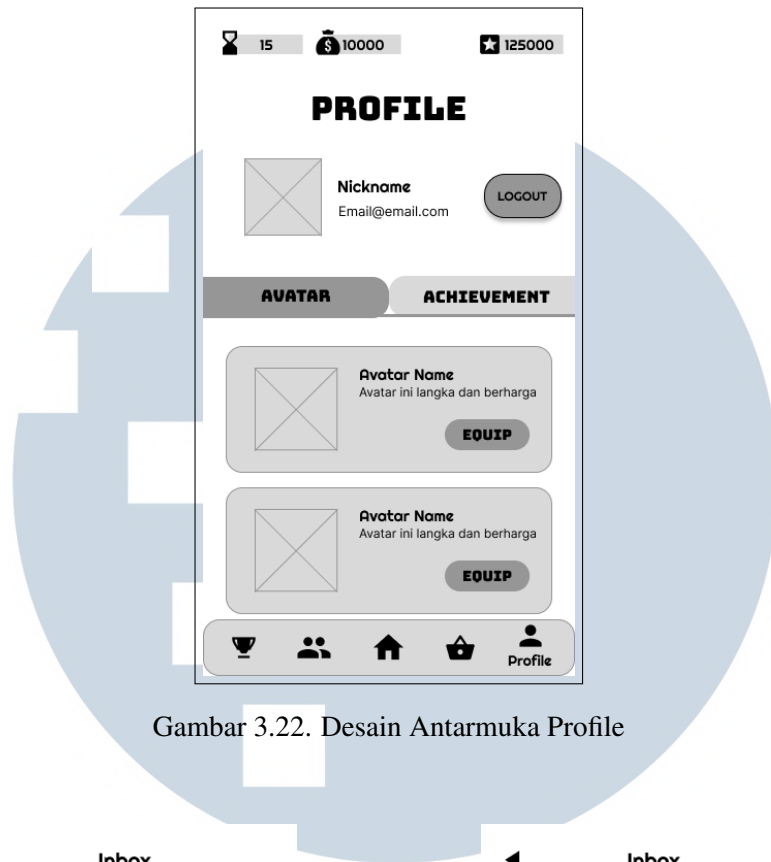 15 10000 125000
PROFILE
Nickname
Email@email.com
LOGOUT
AVATAR ACHIEVEMENT
Avatar Name
Avatar ini langka dan berharga
EQUIP
Avatar Name
Avatar ini langka dan berharga
EQUIP
Profile
Gambar 3.22. Desain Antarmuka Profile
Inbox Inbox